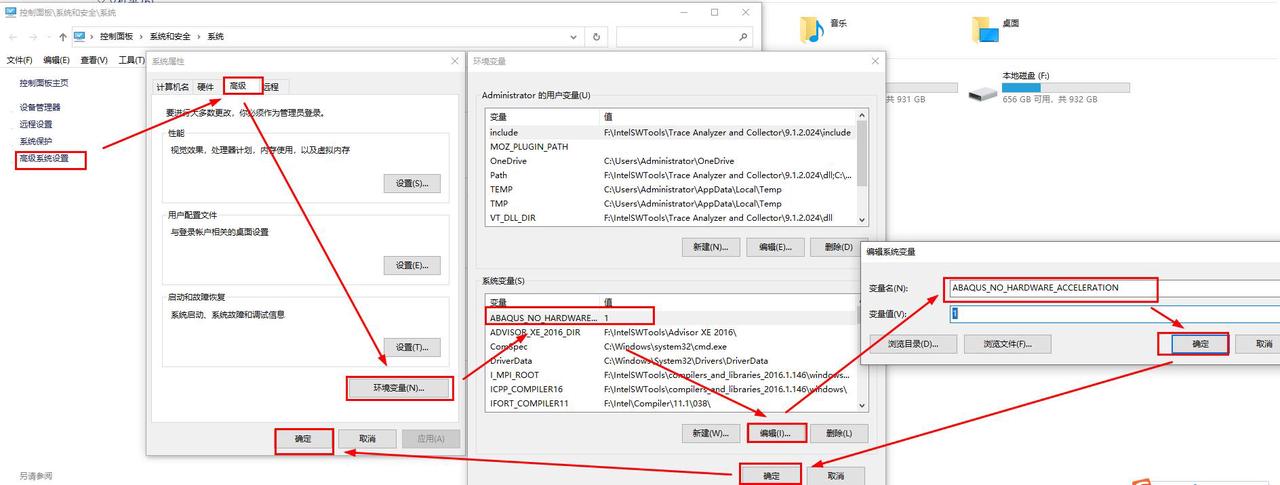 控制面板\系统和安全\系统
控制面板 > 系统和安全 > 系统
文件(F) 编辑(E) 查看(V) 工具(T)
控制面板主页
设备管理器
远程设置
系统保护
高级系统设置
另请参阅
系统属性
计算机名 硬件 高级 远程
要进行大多数更改，你必须作为管理员登录。
性能
视觉效果，处理器计划，内存使用，以及虚拟内存
设置(S)...
用户配置文件
与登录帐户相关的桌面设置
设置(E)...
启动和故障恢复
系统启动、系统故障和调试信息
设置(T)...
环境变量(N)...
确定 取消 应用(A)
环境变量
Administrator 的用户变量(U)
变量 值
include F:\IntelSWTools\Trace Analyzer and Collector\9.1.2.024\include
MOZ_PLUGIN_PATH
OneDrive C:\Users\Administrator\OneDrive
Path F:\IntelSWTools\Trace Analyzer and Collector\9.1.2.024\dll;C:\...
TEMP C:\Users\Administrator\AppData\Local\Temp
TMP C:\Users\Administrator\AppData\Local\Temp
VT_DLL_DIR F:\IntelSWTools\Trace Analyzer and Collector\9.1.2.024\dll
新建(N)... 编辑(E)... 删除(D)
系统变量(S)
变量 值
ABAQUS_NO_HARDWARE... 1
ADVISOR_XE_2016_DIR F:\IntelSWTools\Advisor XE 2016\
ComSpec C:\Windows\system32\cmd.exe
DriverData C:\Windows\System32\Drivers\DriverData
I_MPI_ROOT F:\IntelSWTools\compilers_and_libraries_2016.1.146\windows...
ICPP_COMPILER16 F:\IntelSWTools\compilers_and_libraries_2016.1.146\windows\
IFORT_COMPILER11 F:\Intel\Compiler\11.1\038\
新建(W)... 编辑(I)... 删除(L)
确定 取消
音乐
桌面
共 931 GB
本地磁盘 (F:)
656 GB 可用，共 932 GB
编辑系统变量
变量名(N): ABAQUS_NO_HARDWARE_ACCELERATION
变量值(V): 1
浏览目录(D)... 浏览文件(F)... 确定 取消